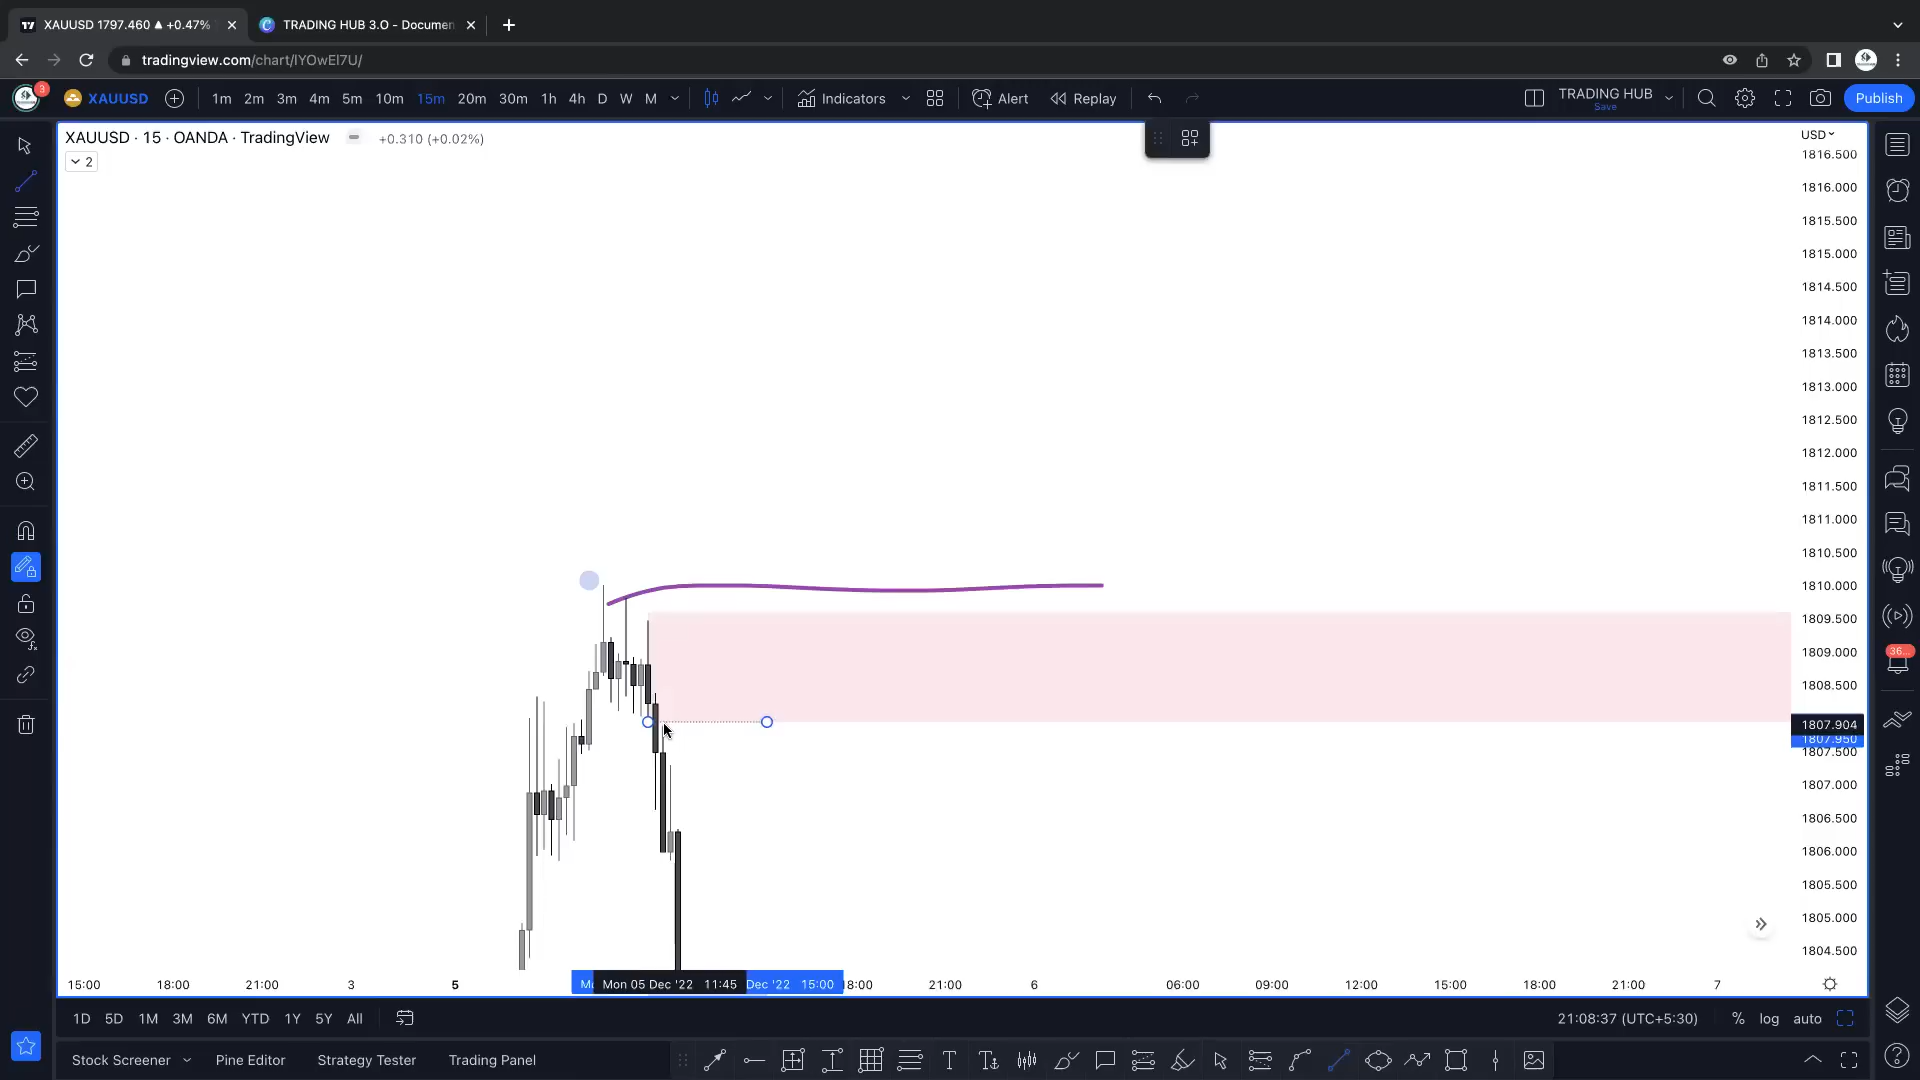 XAUUSD 1797.460 ▲ +0.47%
TRADING HUB 3.O - Documen
tradingview.com/chart/IYOwEI7U/
3
XAUUSD
1m 2m 3m 4m 5m 10m 15m 20m 30m 1h 4h D W M
Indicators
Alert
Replay
TRADING HUB
Save
Publish
XAUUSD · 15 · OANDA · TradingView
+0.310 (+0.02%)
2
USD
1816.500
1816.000
1815.500
1815.000
1814.500
1814.000
1813.500
1813.000
1812.500
1812.000
1811.500
1811.000
1810.500
1810.000
1809.500
1809.000
1808.500
1807.904
1807.950
1807.500
1807.000
1806.500
1806.000
1805.500
1805.000
1804.500
36...
15:00 18:00 21:00 3 5 Mon 05 Dec '22 11:45 Dec '22 15:00 18:00 21:00 6 06:00 09:00 12:00 15:00 18:00 21:00 7
1D 5D 1M 3M 6M YTD 1Y 5Y All
21:08:37 (UTC+5:30)
% log auto
Stock Screener Pine Editor Strategy Tester Trading Panel